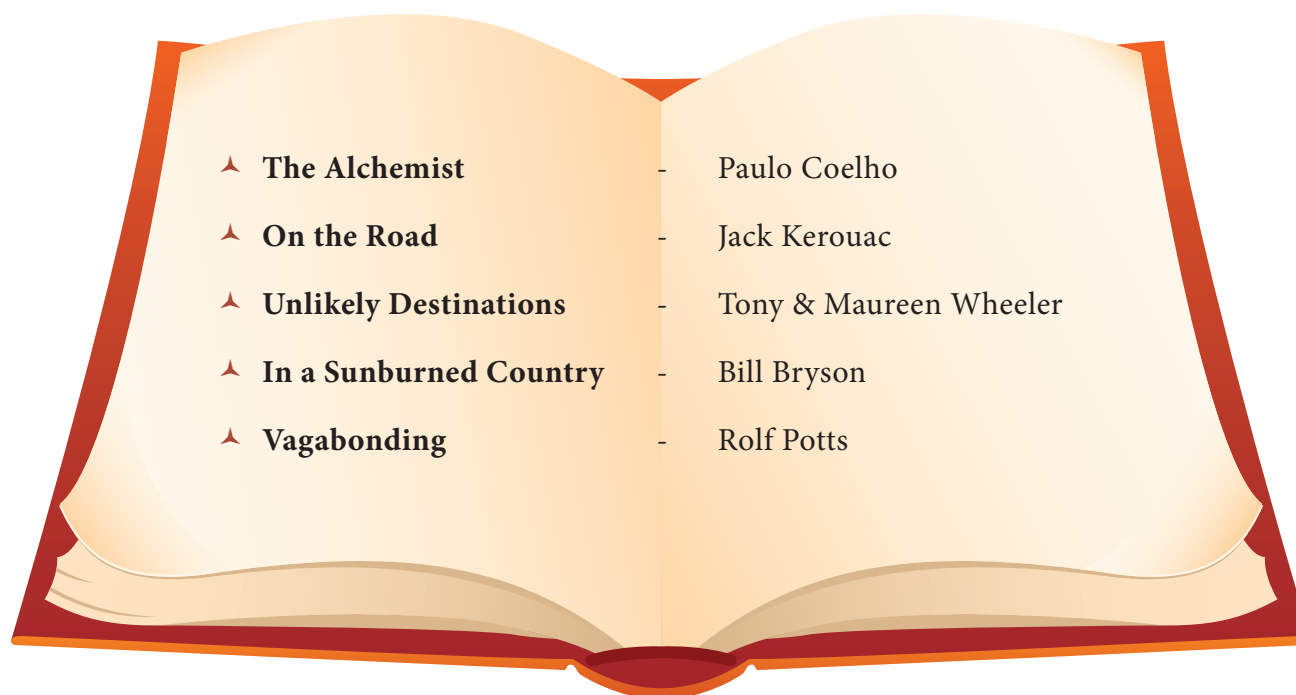 The Alchemist - Paulo Coelho
On the Road - Jack Kerouac
Unlikely Destinations - Tony & Maureen Wheeler
In a Sunburned Country - Bill Bryson
Vagabonding - Rolf Potts